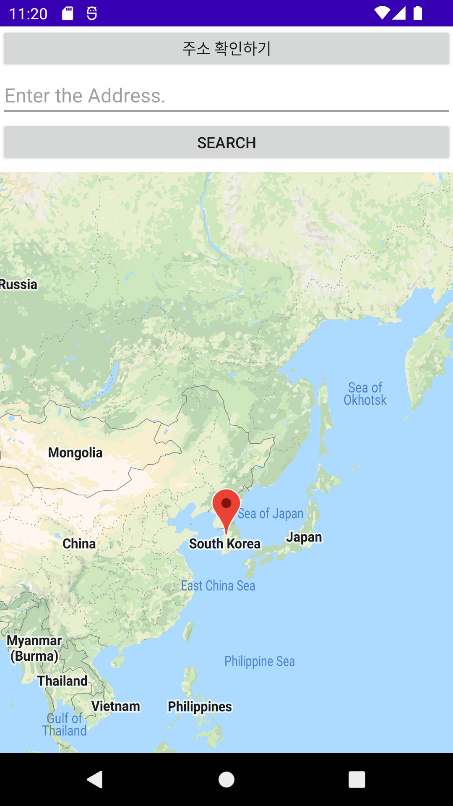 11:20
주소 확인하기
Enter the Address.
SEARCH
Russia
Sea of
Okhotsk
Mongolia
Sea of Japan
China
South Korea
Japan
East China Sea
Myanmar
(Burma)
Philippine Sea
Thailand
Vietnam
Philippines
Gulf of
Thailand